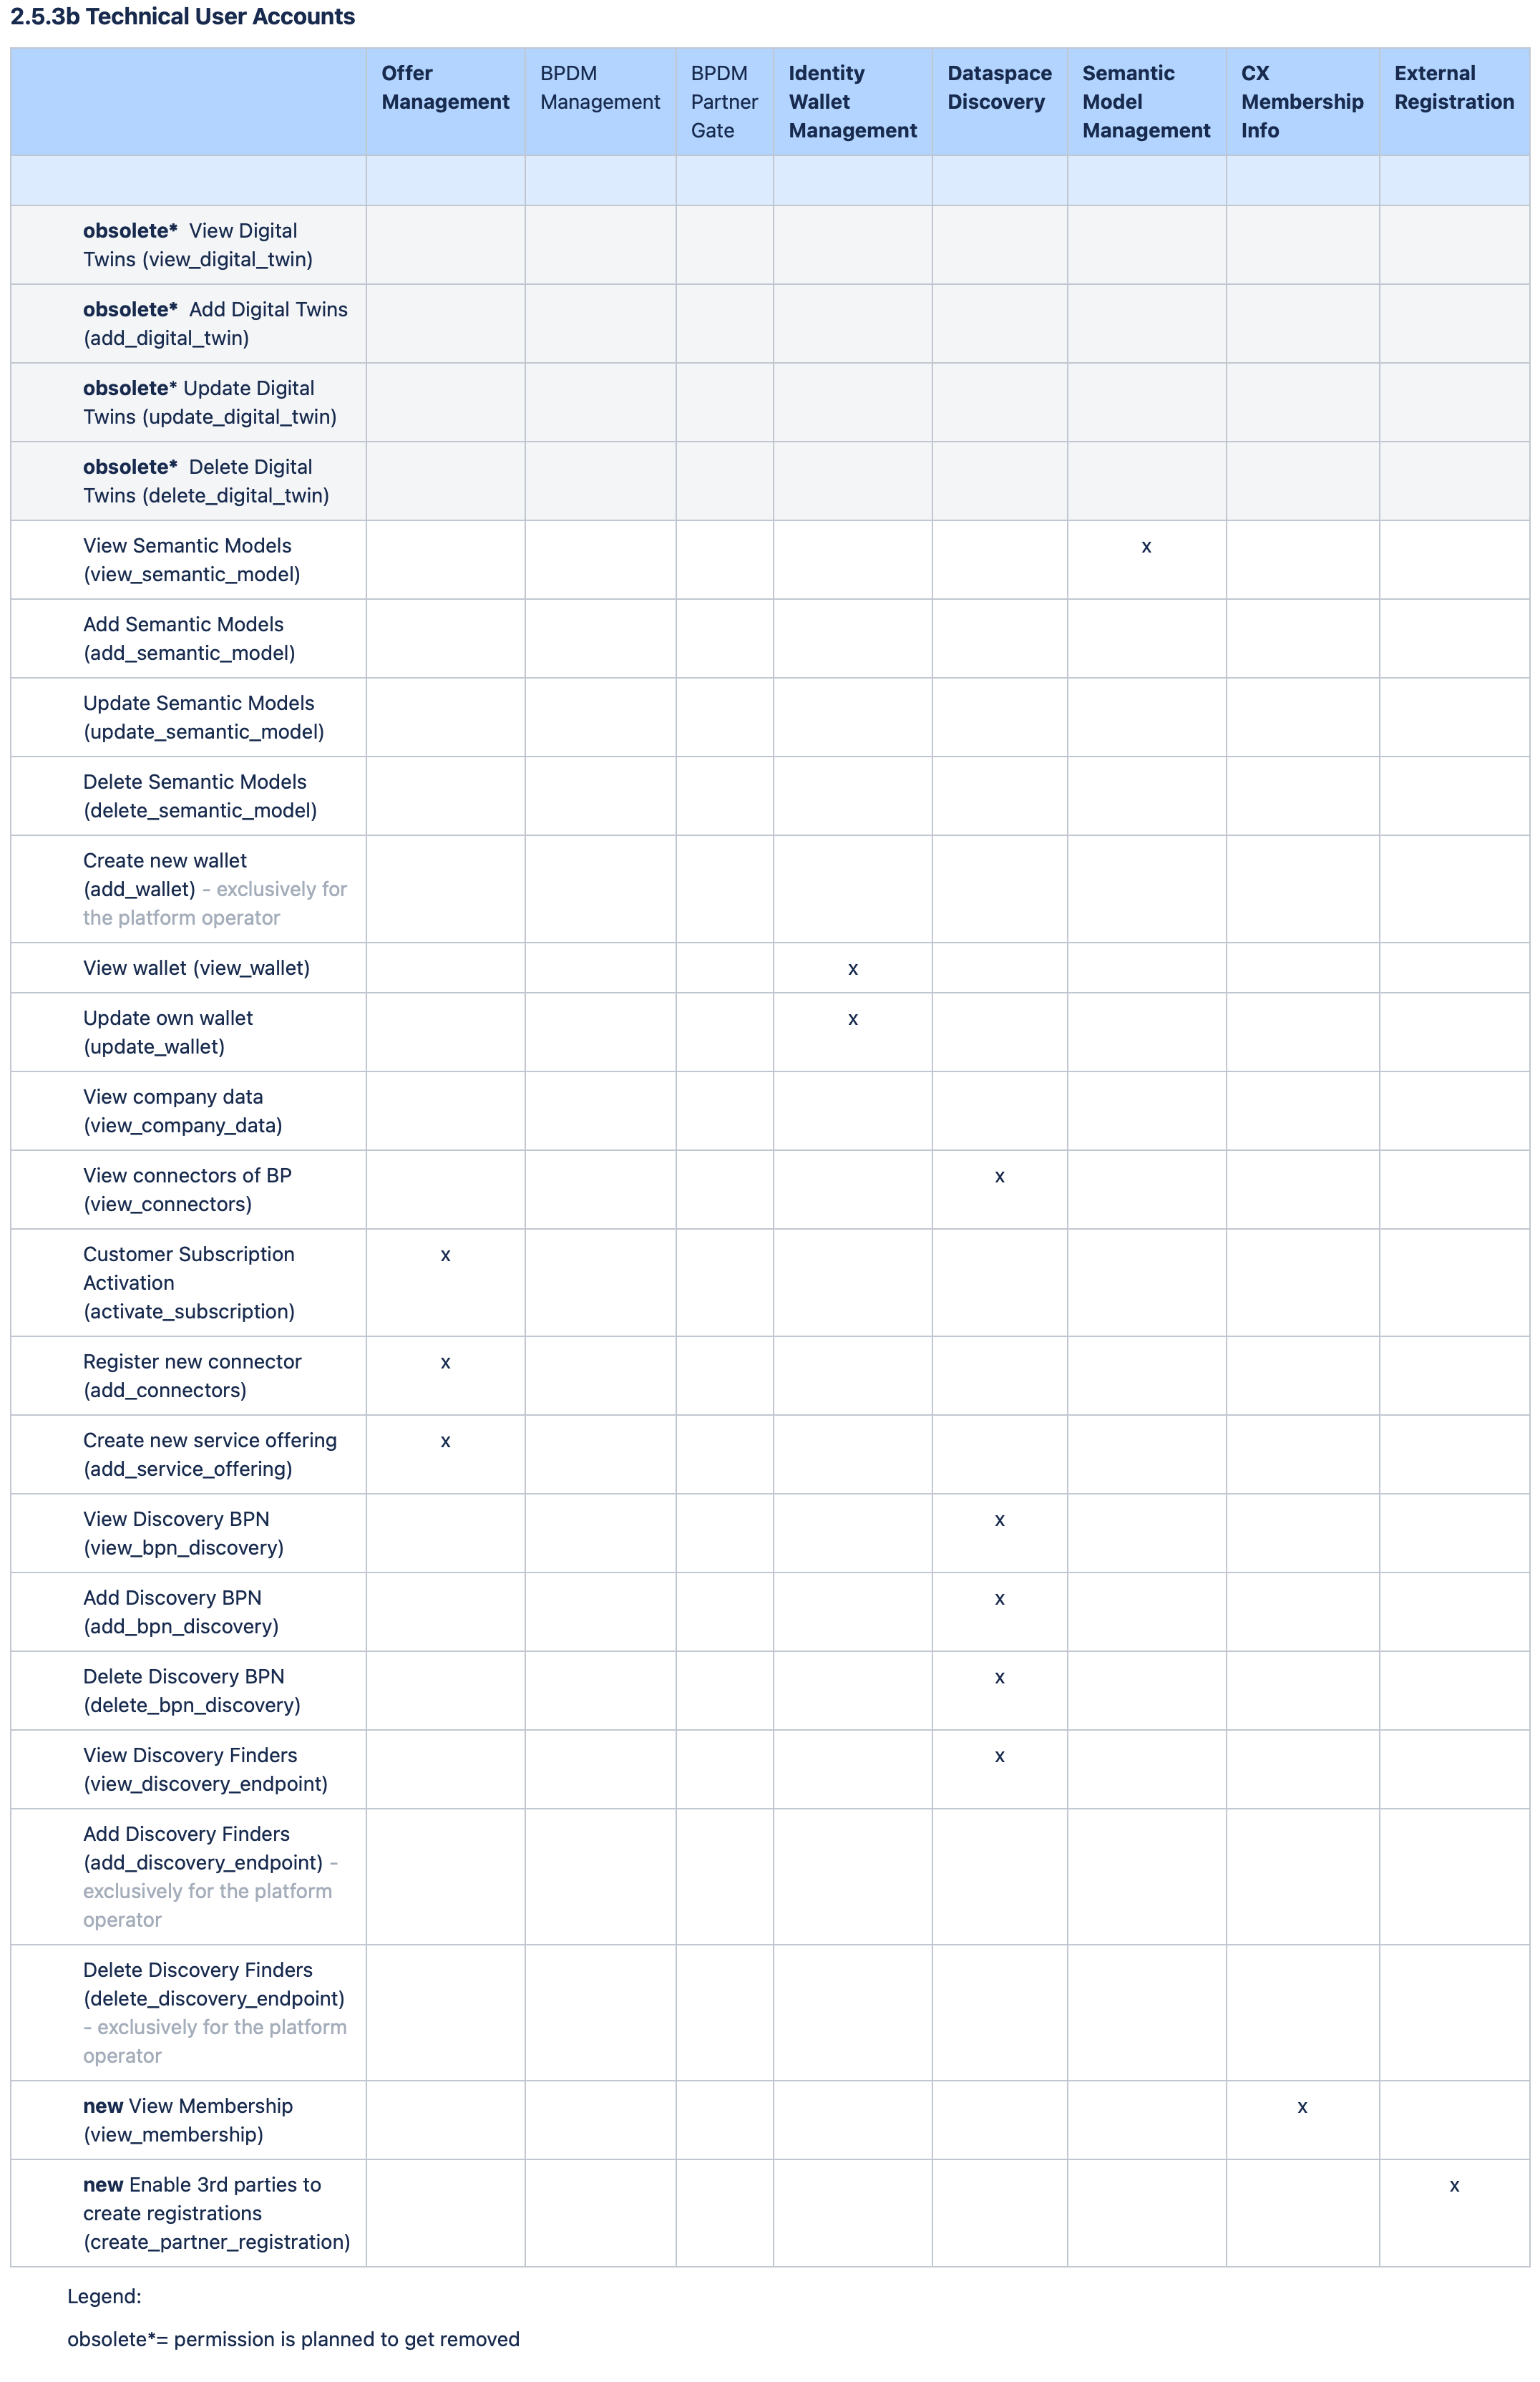 2.5.3b Technical User Accounts
Offer
Management
BPDM
Management
BPDM
Partner
Gate
Identity
Wallet
Management
Dataspace
Discovery
Semantic
Model
Management
CX
Membership
Info
External
Registration
obsolete* View Digital
Twins (view_digital_twin)
obsolete* Add Digital Twins
(add_digital_twin)
obsolete* Update Digital
Twins (update_digital_twin)
obsolete* Delete Digital
Twins (delete_digital_twin)
View Semantic Models x
(view_semantic_model)
Add Semantic Models
(add_semantic_model)
Update Semantic Models
(update_semantic_model)
Delete Semantic Models
(delete_semantic_model)
Create new wallet
(add_wallet) - exclusively for
the platform operator
View wallet (view_wallet) x
Update own wallet x
(update_wallet)
View company data
(view_company_data)
View connectors of BP x
(view_connectors)
Customer Subscription x
Activation
(activate_subscription)
Register new connector x
(add_connectors)
Create new service offering x
(add_service_offering)
View Discovery BPN x
(view_bpn_discovery)
Add Discovery BPN x
(add_bpn_discovery)
Delete Discovery BPN x
(delete_bpn_discovery)
View Discovery Finders x
(view_discovery_endpoint)
Add Discovery Finders
(add_discovery_endpoint) -
exclusively for the platform
operator
Delete Discovery Finders
(delete_discovery_endpoint)
- exclusively for the platform
operator
new View Membership x
(view_membership)
new Enable 3rd parties to x
create registrations
(create_partner_registration)
Legend:
obsolete*= permission is planned to get removed